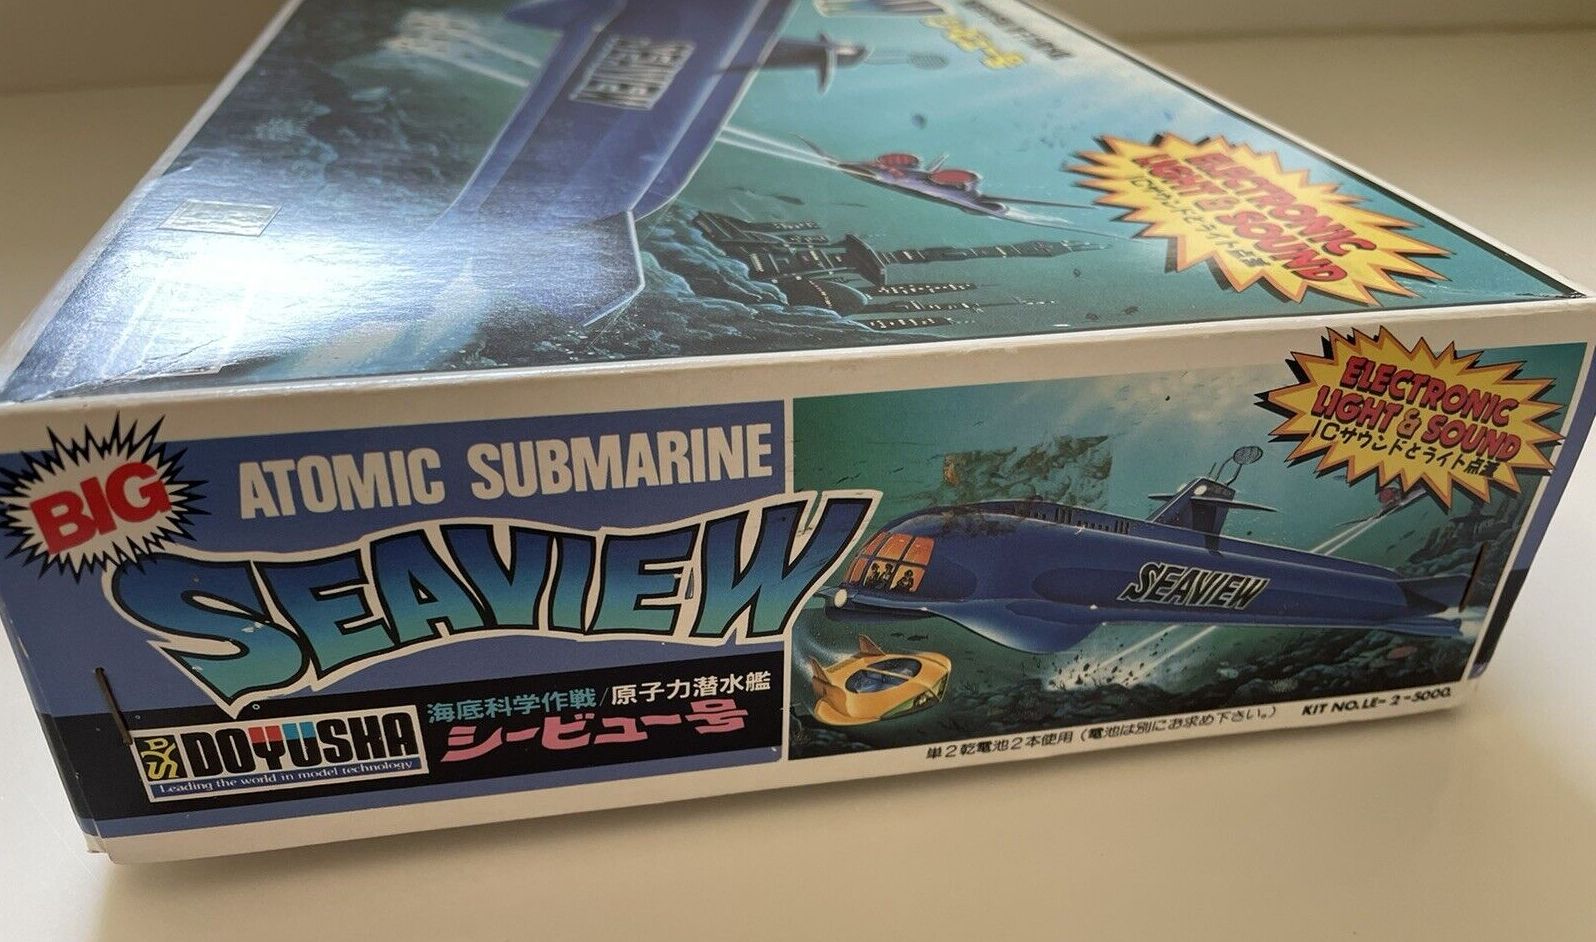 SEAVIEW
ELECTRONIC
LIGHT & SOUND
ICサウンドとライト点滅
BIG
ATOMIC SUBMARINE
SEAVIEW
海底科学作戦/原子力潜水艦
シービュー号
DOYUSHA
Leading the world in model technology
ELECTRONIC
LIGHT & SOUND
ICサウンドとライト点滅
SEAVIEW
単2乾電池2本使用(電池は別にお求め下さい。)
KIT NO. LE-2-5000